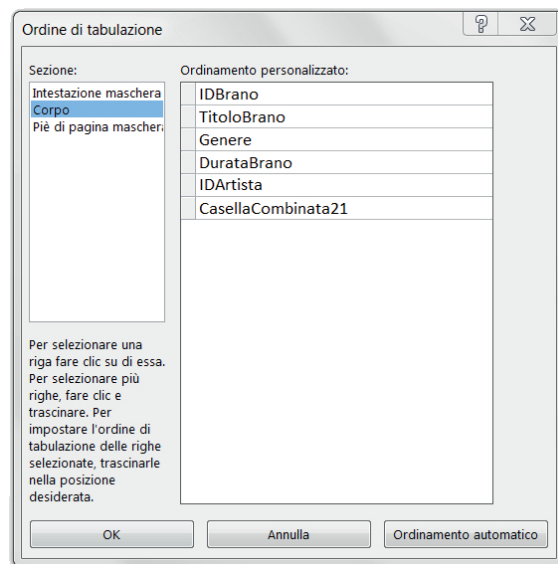 Ordine di tabulazione
Sezione:
Intestazione maschera
Corpo
Piè di pagina mascher
Ordinamento personalizzato:
IDBrano
TitoloBrano
Genere
DurataBrano
IDArtista
CasellaCombinata21
Per selezionare una
riga fare clic su di essa.
Per selezionare più
righe, fare clic e
trascinare. Per
impostare l'ordine di
tabulazione delle righe
selezionate, trascinarle
nella posizione
desiderata.
OK
Annulla
Ordinamento automatico